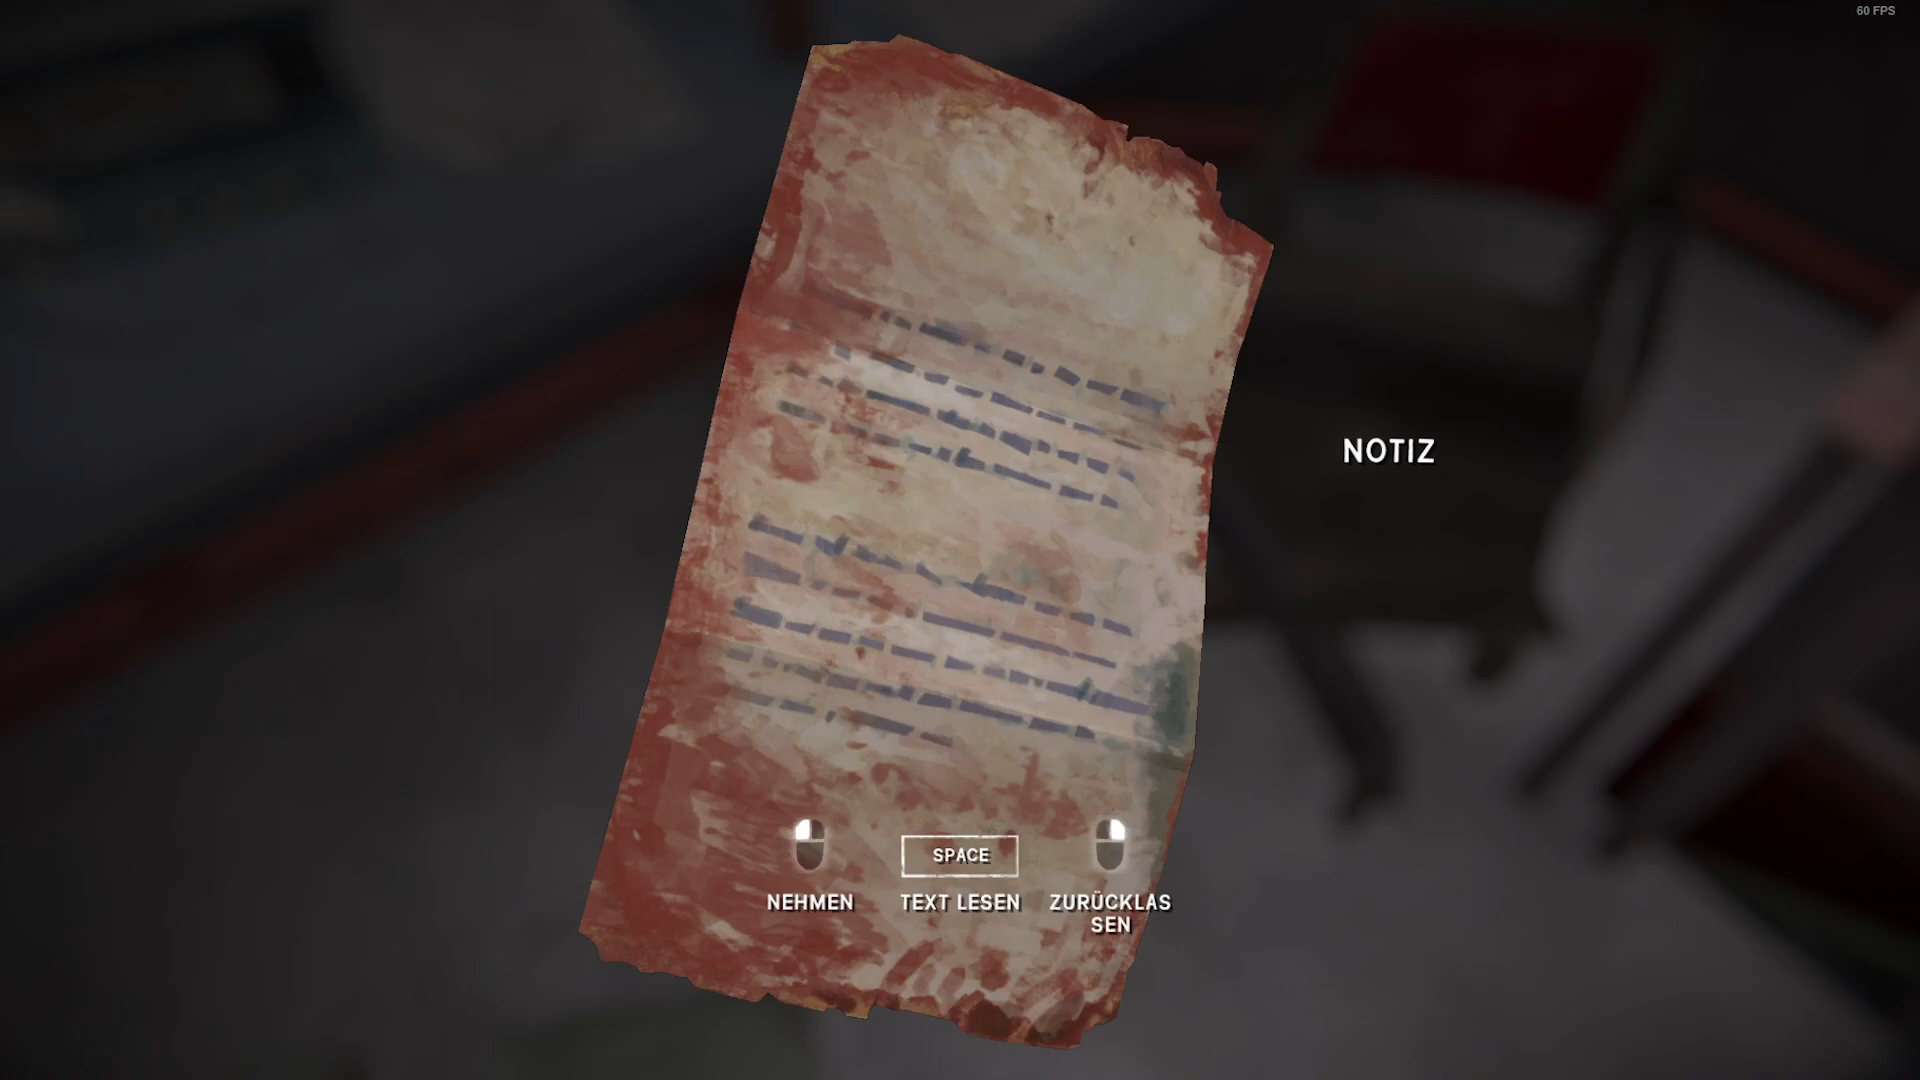 60 FPS
NOTIZ
SPACE
NEHMEN
TEXT LESEN
ZURÜCKLAS
SEN